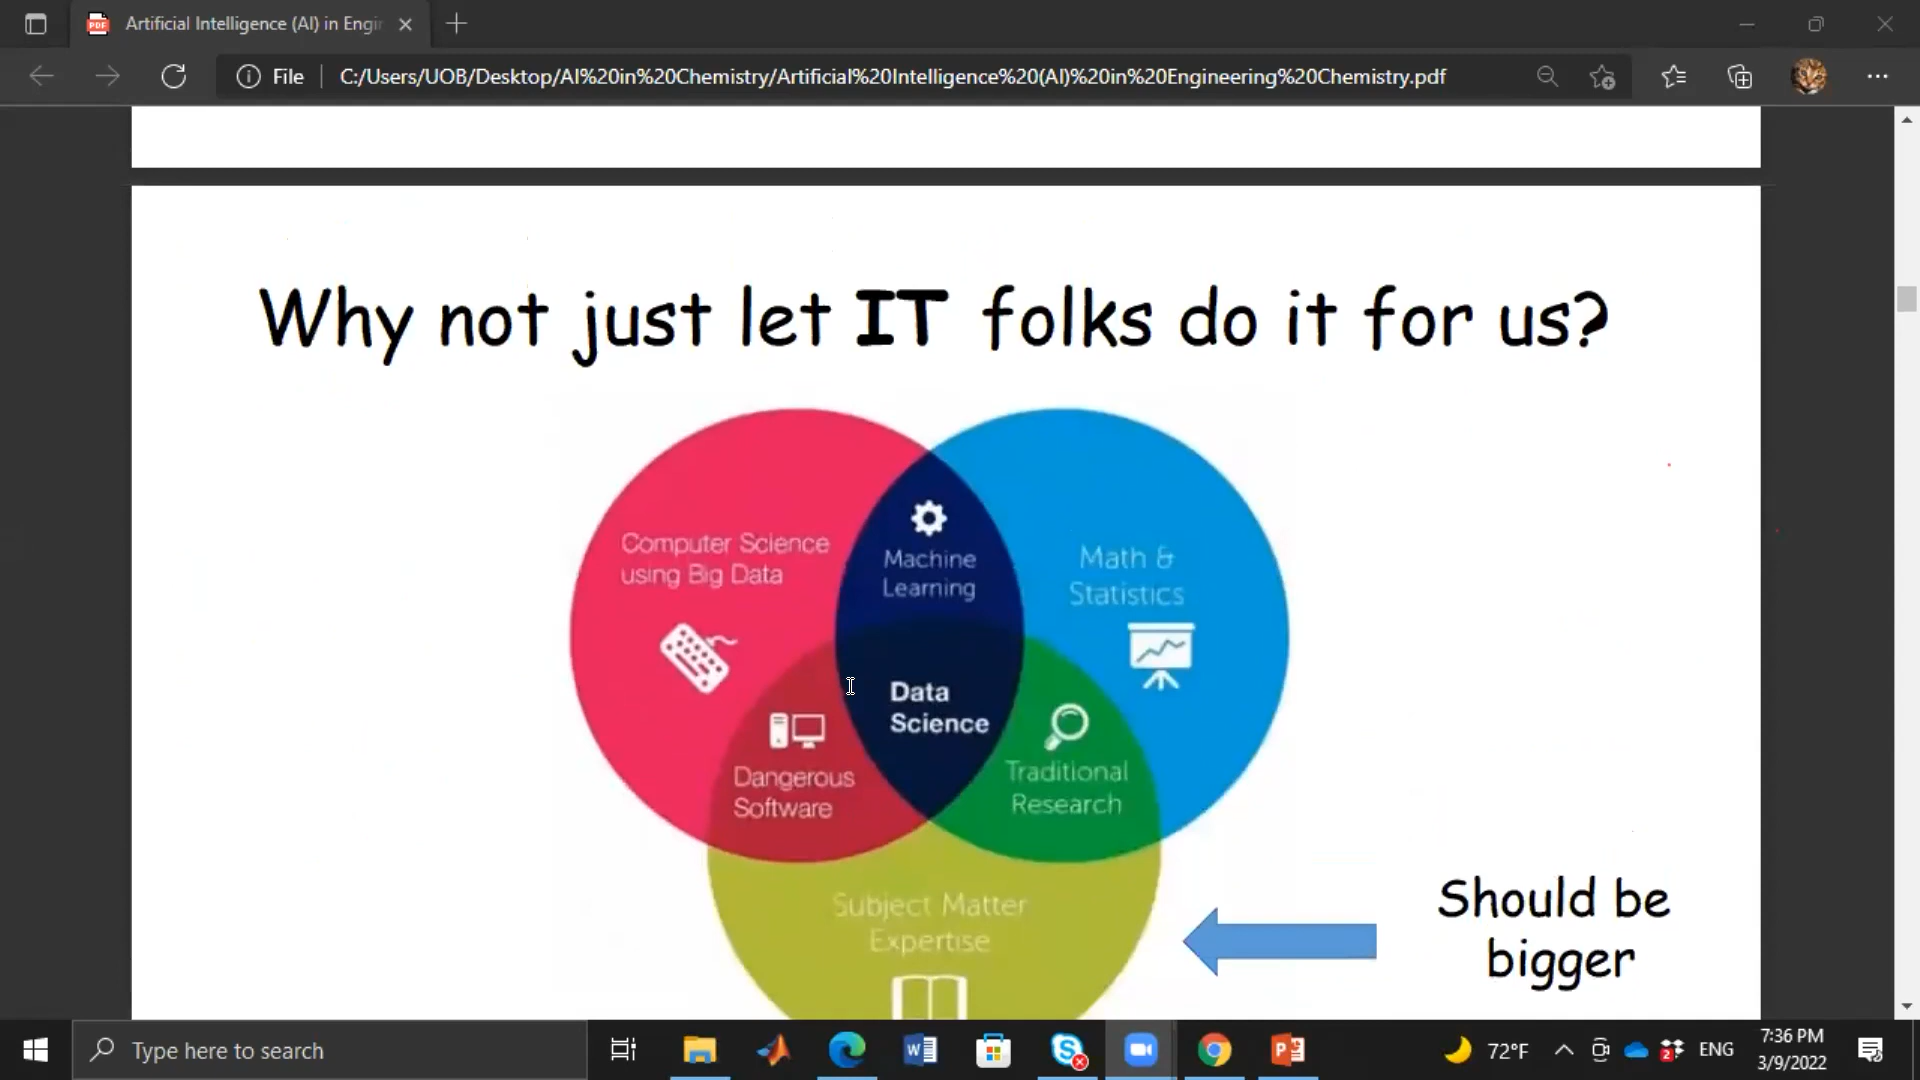 Artificial Intelligence (AI) in Engin
File
C:/Users/UOB/Desktop/AI%20in%20Chemistry/Artificial%20Intelligence%20(AI)%20in%20Engineering%20Chemistry.pdf
Why not just let IT folks do it for us?
Computer Science
using Big Data
Machine
Learning
Math &
Statistics
Data
Science
Dangerous
Software
Traditional
Research
Subject Matter
Expertise
Should be
bigger
Type here to search
72°F
ENG
7:36 PM
3/9/2022